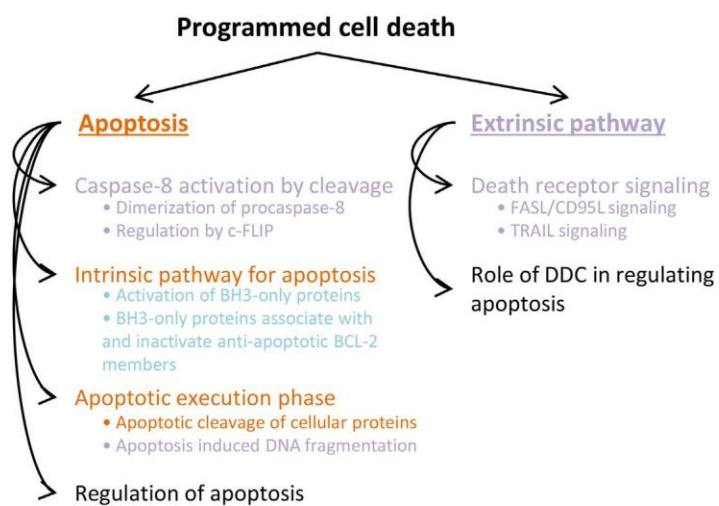 Programmed cell death
Apoptosis
Caspase-8 activation by cleavage
• Dimerization of procaspase-8
• Regulation by c-FLIP
Intrinsic pathway for apoptosis
• Activation of BH3-only proteins
• BH3-only proteins associate with
and inactivate anti-apoptotic BCL-2
members
Apoptotic execution phase
• Apoptotic cleavage of cellular proteins
• Apoptosis induced DNA fragmentation
Regulation of apoptosis
Extrinsic pathway
Death receptor signaling
• FASL/CD95L signaling
• TRAIL signaling
Role of DDC in regulating
apoptosis